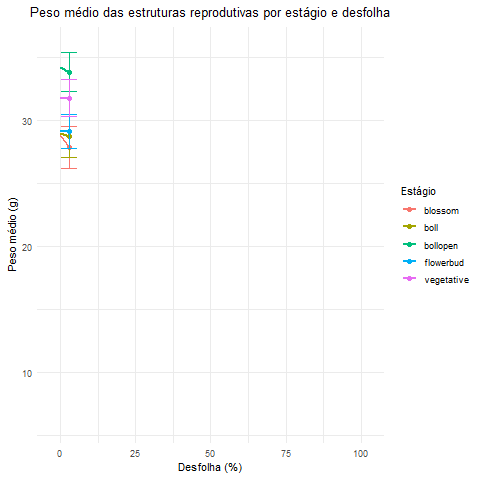 Peso médio das estruturas reprodutivas por estágio e desfolha
Peso médio (g)
30
20
10
0
25
50
75
100
Desfolha (%)
Estágio
blossom
boll
bollopen
flowerbud
vegetative